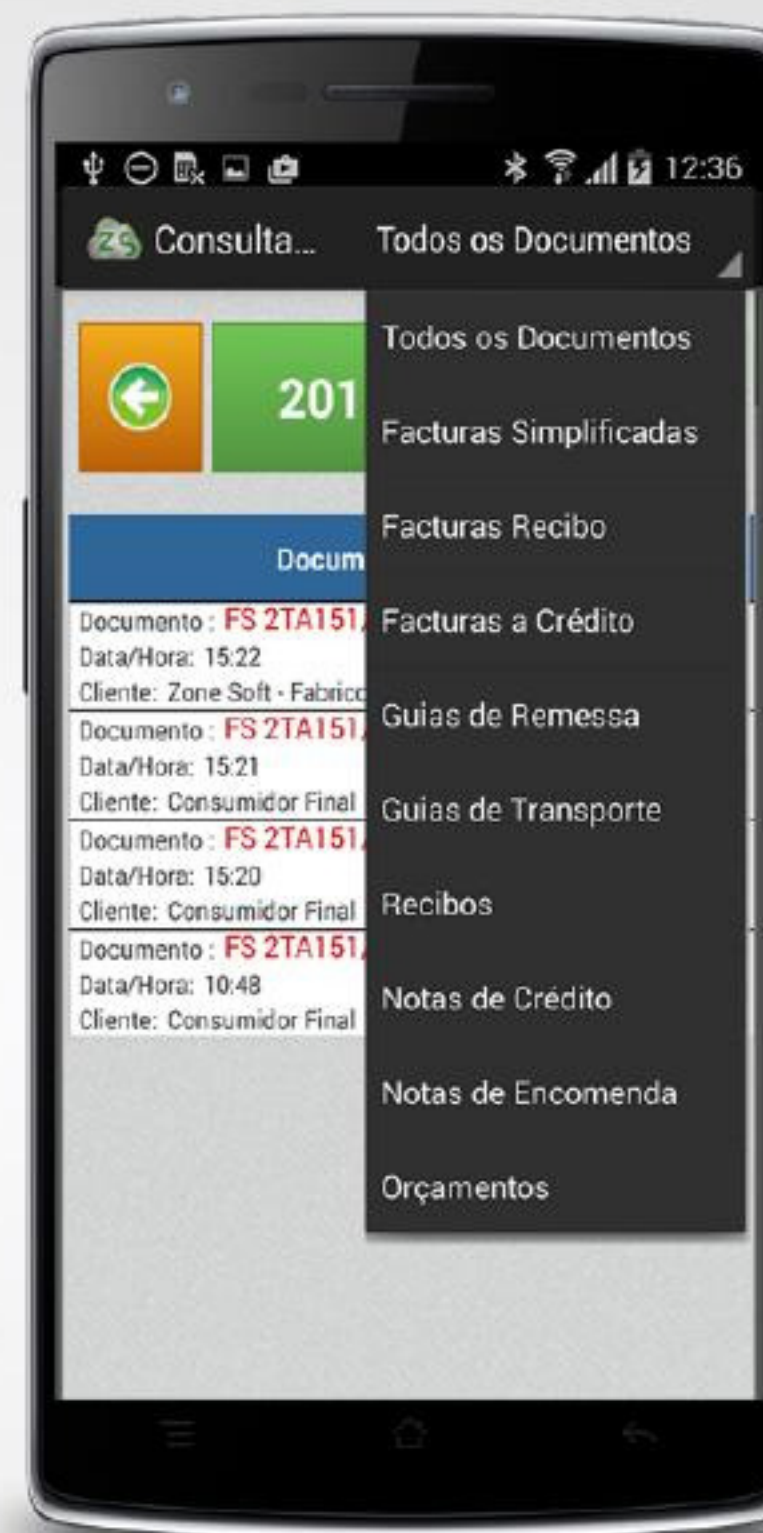 12:36
ZS Consulta... Todos os Documentos
Todos os Documentos
201
Facturas Simplificadas
Facturas Recibo
Docum
Documento : FS 2TA151
Facturas a Crédito
Data/Hora: 15:22
Cliente: Zone Soft - Fabric
Guias de Remessa
Documento : FS 2TA151
Data/Hora: 15:21
Cliente: Consumidor Final
Guias de Transporte
Documento : FS 2TA151
Data/Hora: 15:20
Cliente: Consumidor Final
Recibos
Documento : FS 2TA151
Data/Hora: 10:48
Notas de Crédito
Cliente: Consumidor Final
Notas de Encomenda
Orçamentos